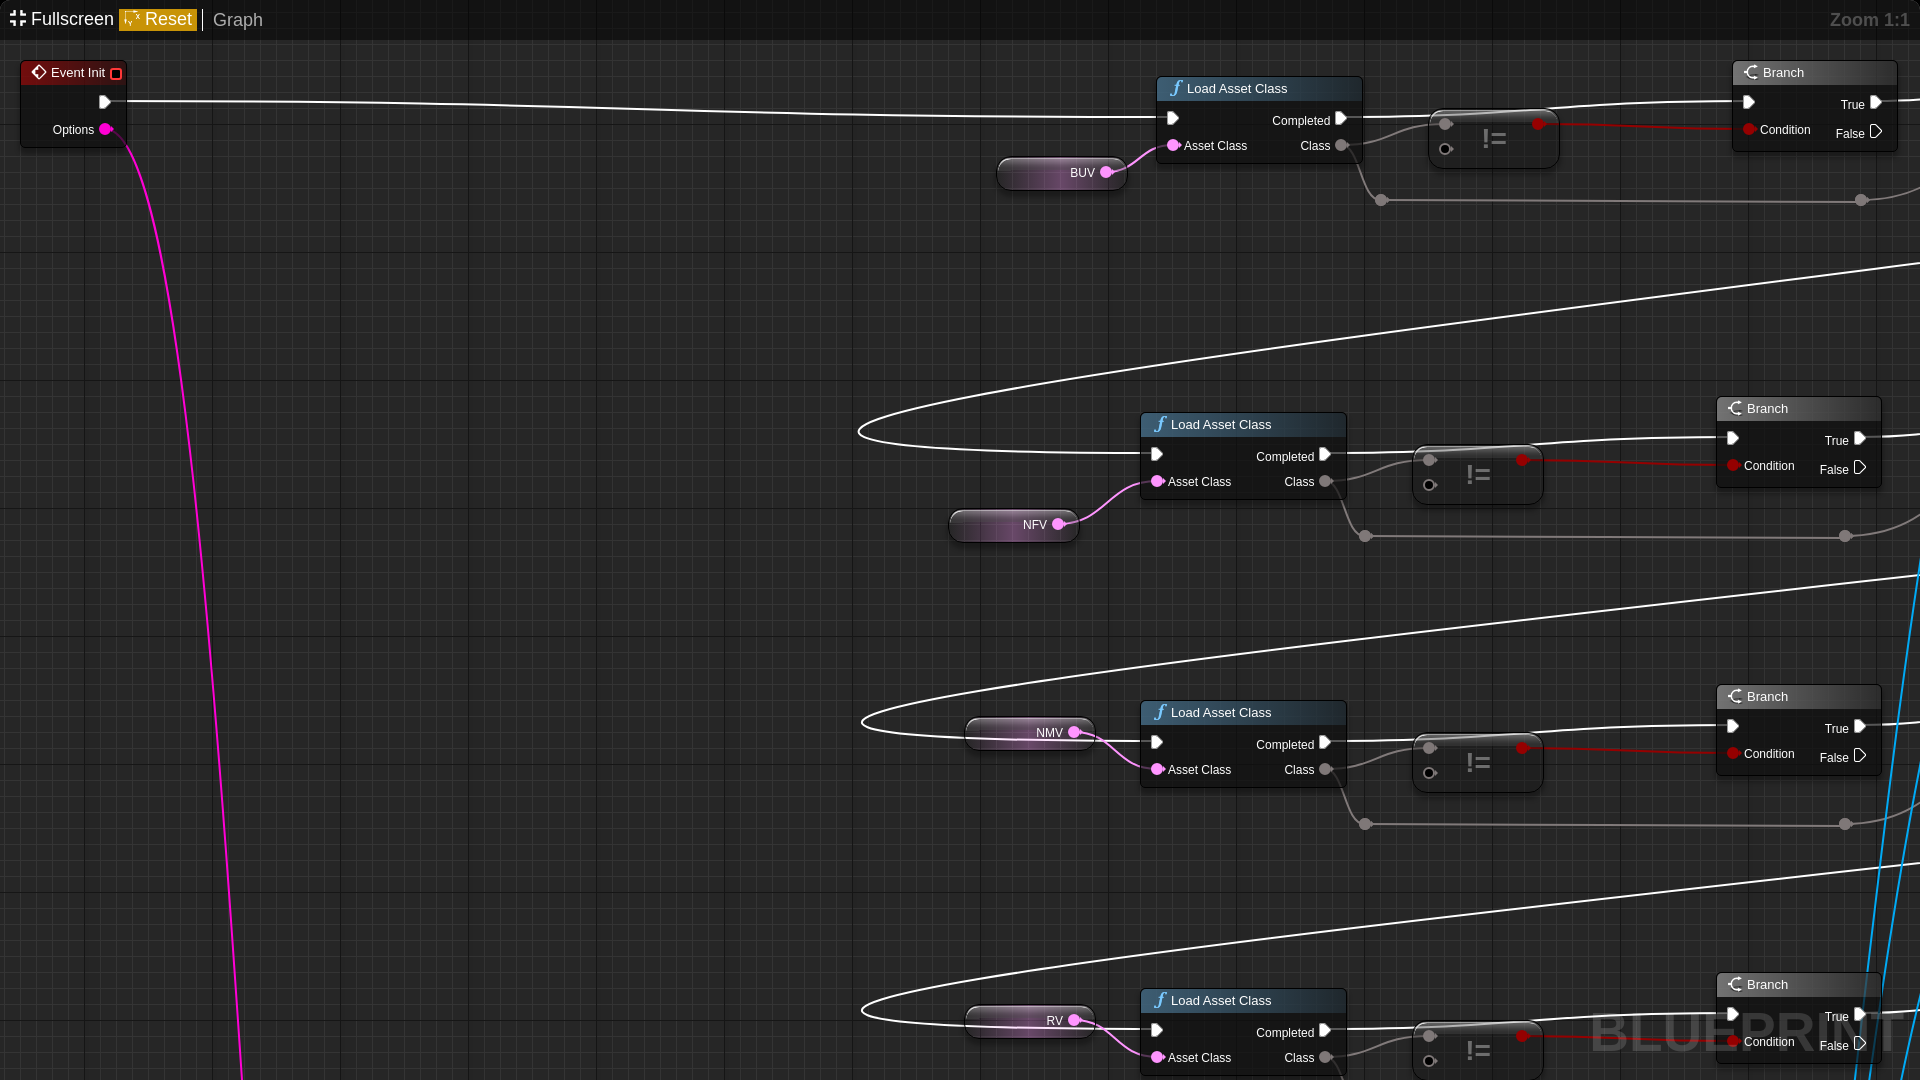 Fullscreen Reset Graph Zoom 1:1
Event Init
Options
Load Asset Class
Completed
Asset Class Class
BUV
!=
Branch
True
Condition False
Load Asset Class
Completed
Asset Class Class
NFV
!=
Branch
True
Condition False
Load Asset Class
Completed
Asset Class Class
NMV
!=
Branch
True
Condition False
Load Asset Class
Completed
Asset Class Class
RV
!=
Branch
True
Condition False
BLUEPRINT